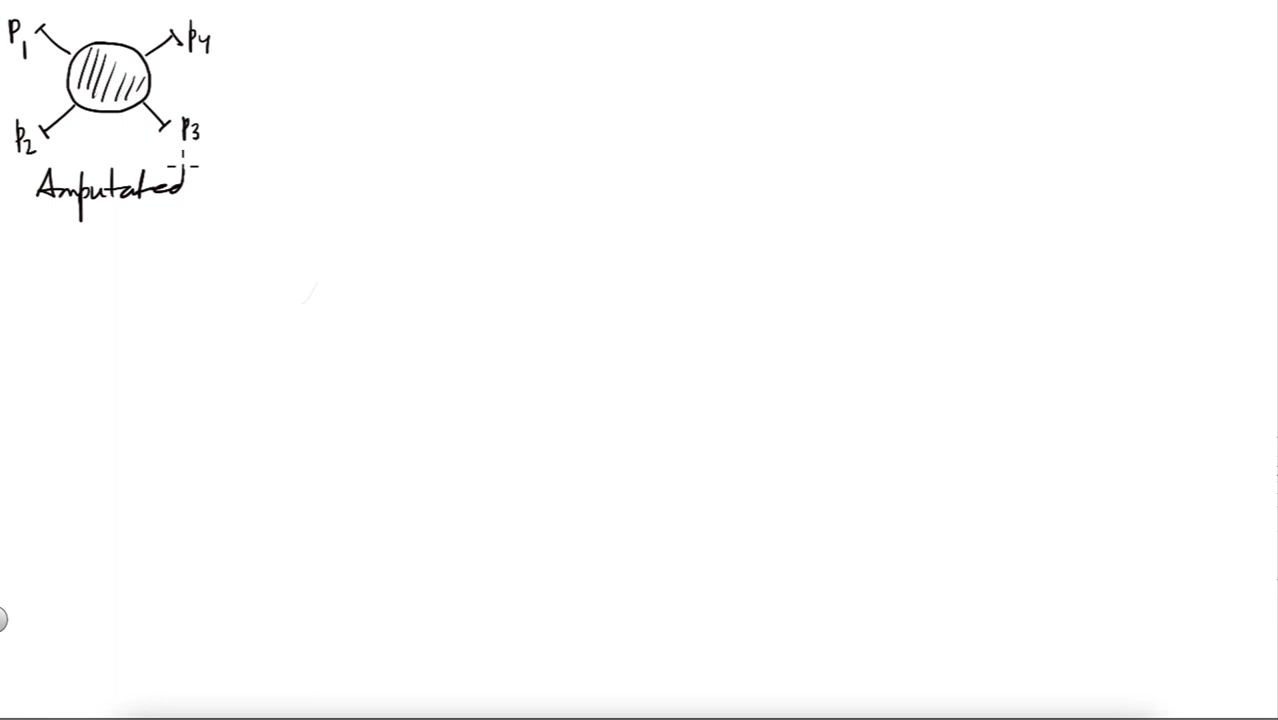 p₁ p₄
p₂ p₃
Amputated